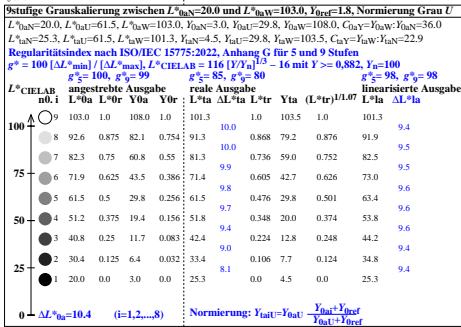 9stufige Grauskalierung zwischen L*0aN=20.0 und L*0aW=103.0, Y0ref=1.8, Normierung Grau U
L*0aN=20.0, L*0aU=61.5, L*0aW=103.0, Y0aN=3.0, Y0aU=29.8, Y0aW=108.0, C0aY=Y0aW:Y0aN=36.0
L*taN=25.3, L*taU=61.5, L*taW=101.3, YtaN=4.5, YtaU=29.8, YtaW=103.5, CtaY=YtaW:YtaN=22.9
Regularitätsindex nach ISO/IEC 15775:2022, Anhang G für 5 und 9 Stufen
g* = 100 [ΔL*min] / [ΔL*max], L*CIELAB = 116 [Y/Yn]1/3 − 16 mit Y >= 0,882, Yn=100
g*5= 100, g*9= 99 g*5= 85, g*9= 80 g*5= 98, g*9= 98
L*CIELAB angestrebte Ausgabe reale Ausgabe linearisierte Ausgabe
n0. i L*0a L*0r Y0a Y0r L*ta ΔL*ta L*tr Yta (L*tr)1/1.07 L*la ΔL*la
9 103.0 1.0 108.0 1.0 101.3 1.0 103.5 1.0 101.3
100 10.0 9.4
8 92.6 0.875 82.1 0.754 91.3 0.868 79.2 0.876 91.9
10.0 9.4
7 82.3 0.75 60.8 0.55 81.3 0.736 59.0 0.752 82.5
75 9.9 9.5
6 71.9 0.625 43.5 0.386 71.4 0.605 42.7 0.626 73.0
9.8 9.6
5 61.5 0.5 29.8 0.256 61.5 0.476 29.8 0.501 63.4
50 9.7 9.6
4 51.2 0.375 19.4 0.156 51.8 0.348 20.0 0.374 53.8
9.4 9.6
3 40.8 0.25 11.7 0.083 42.4 0.224 12.8 0.248 44.2
9.0 9.4
2 30.4 0.125 6.4 0.032 33.4 0.106 7.7 0.124 34.8
25 8.1 9.4
1 20.0 0.0 3.0 0.0 25.3 0.0 4.5 0.0 25.3
0 ΔL*0a=10.4 (i=1,2,...,8) Normierung: YtaiU=Y0aU Y0ai+Y0ref
Y0aU+Y0ref